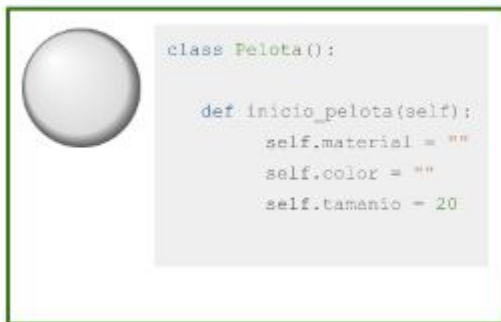 class Pelota():
def inicio_pelota(self):
self.material = ""
self.color = ""
self.tamanio = 20